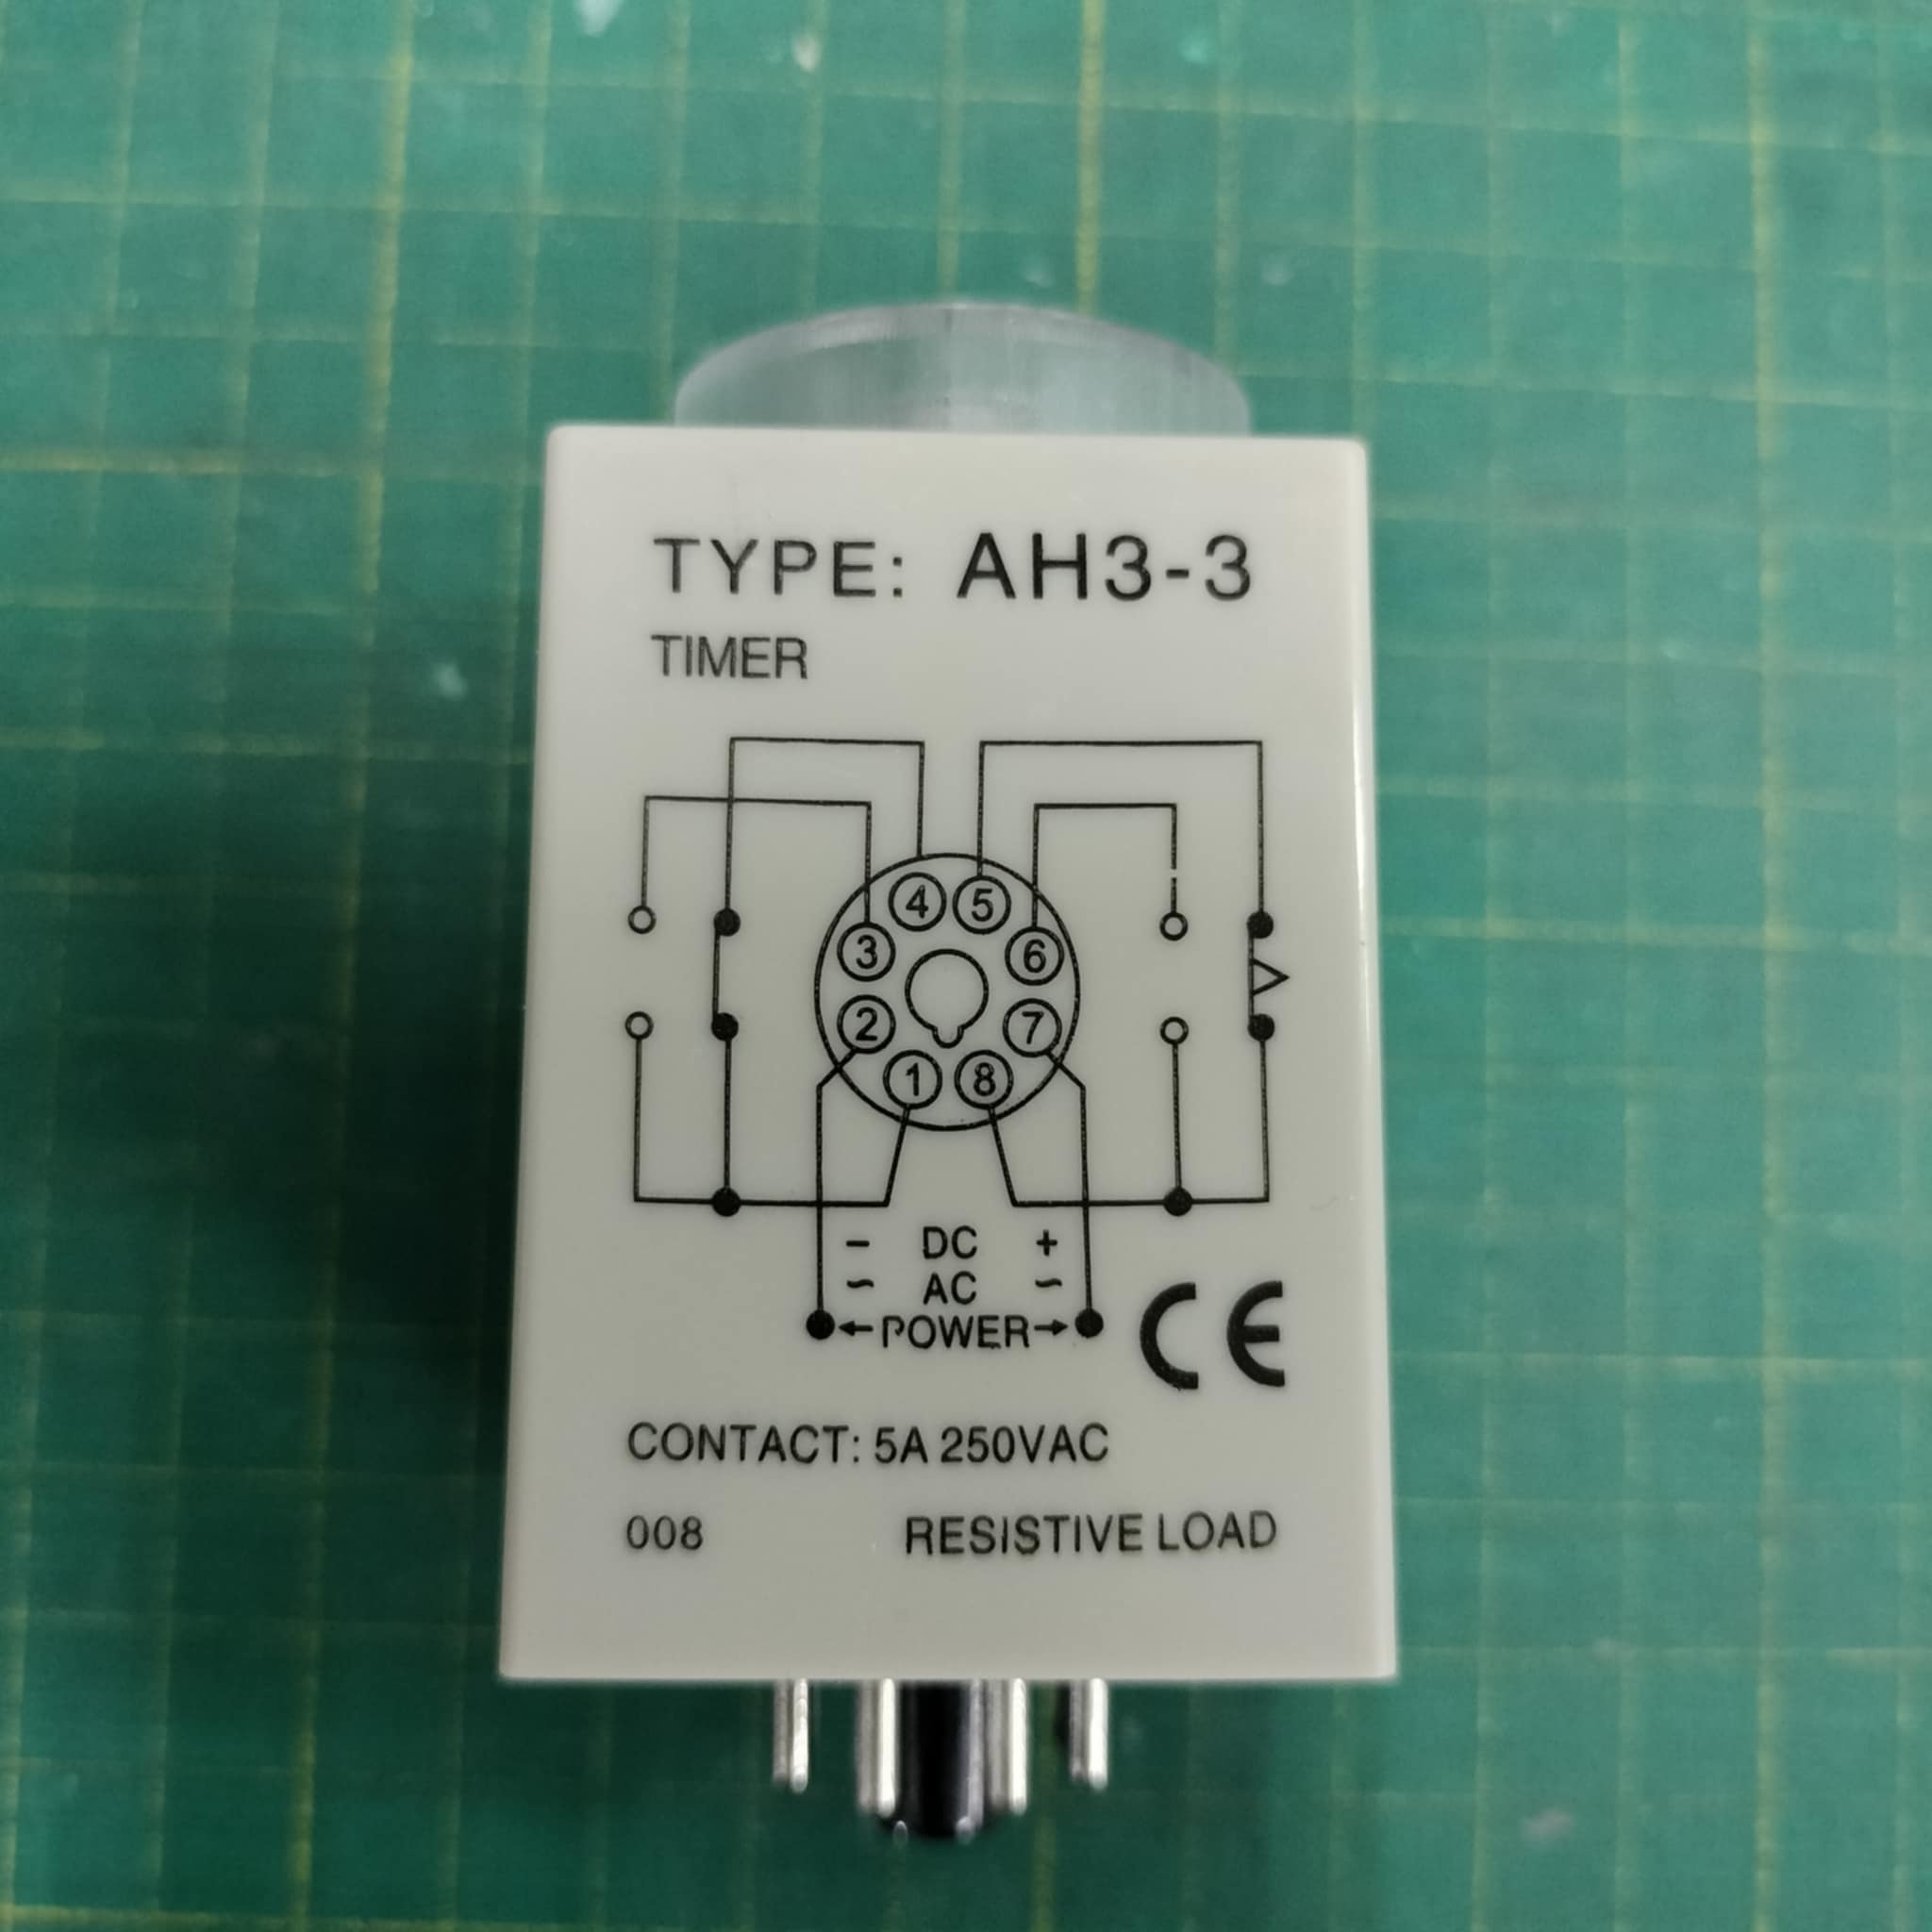 TYPE: AH3-3
TIMER
4 5
3 6
2 7
1 8
- DC +
~ AC ~
←POWER→
CE
CONTACT: 5A 250VAC
008 RESISTIVE LOAD